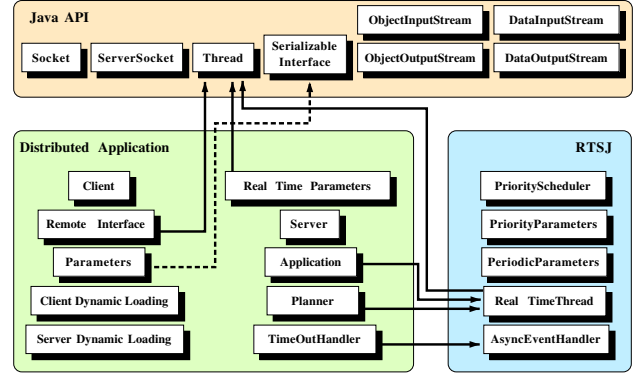 Java API
ObjectInputStream
DataInputStream
Socket
ServerSocket
Thread
Serializable
Interface
ObjectOutputStream
DataOutputStream
Distributed Application
Client
Real Time Parameters
Remote Interface
Server
Parameters
Application
Client Dynamic Loading
Planner
Server Dynamic Loading
TimeOutHandler
RTSJ
PriorityScheduler
PriorityParameters
PeriodicParameters
Real TimeThread
AsyncEventHandler